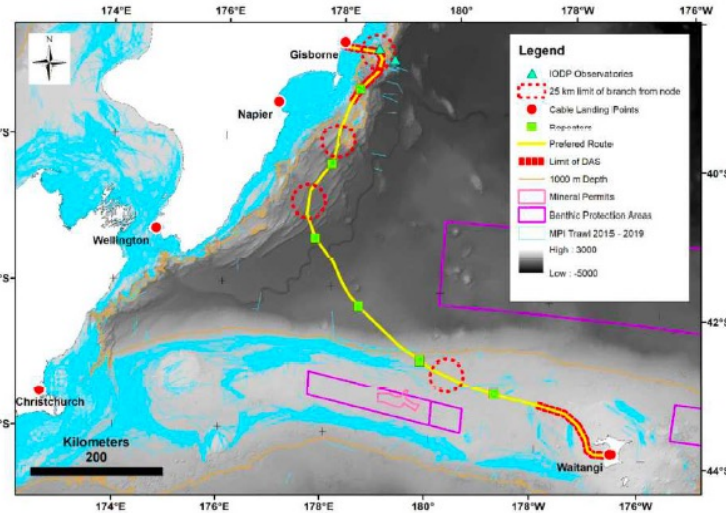 174°E 176°E 178°E 180° 178°W 176°W
N
Gisborne
Napier
Wellington
Christchurch
Waitangi
Legend
IODP Observatories
25 km limit of branch from node
Cable Landing Points
Repeaters
Prefered Route
Limit of DAS
1000 m Depth
Mineral Permits
Benthic Protection Areas
MPI Trawl 2015 - 2019
High : 3000
Low : -5000
°S
°S
°S
40°S
42°S
44°S
Kilometers
200
174°E 176°E 178°E 180° 178°W 176°W